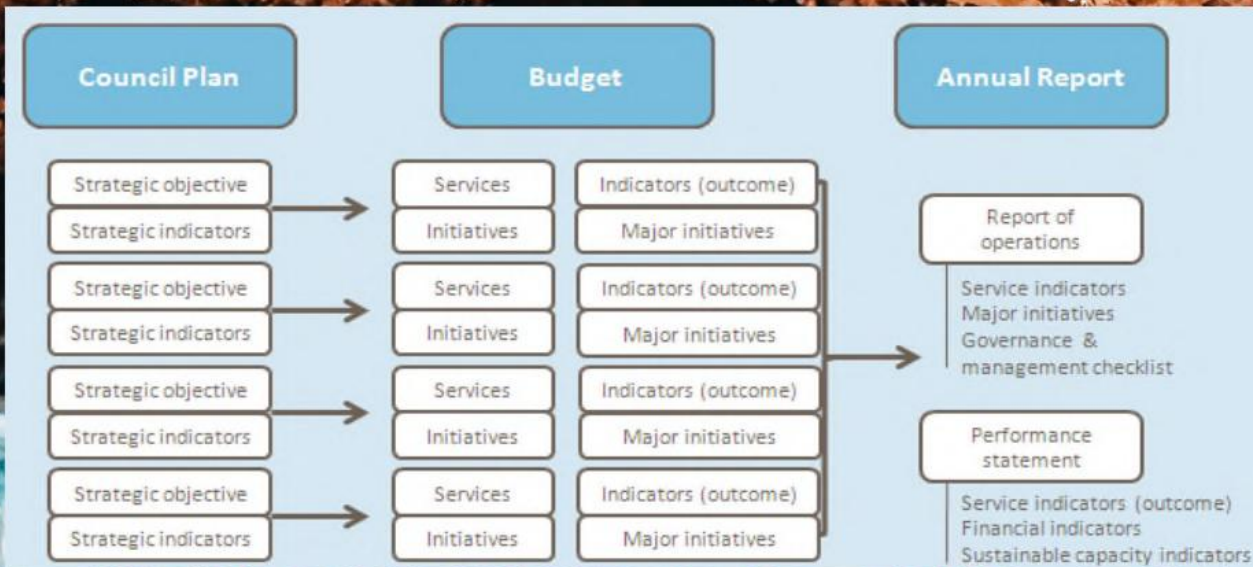 Council Plan
Budget
Annual Report
Strategic objective
Strategic indicators
Services
Initiatives
Indicators (outcome)
Major initiatives
Strategic objective
Strategic indicators
Services
Initiatives
Indicators (outcome)
Major initiatives
Strategic objective
Strategic indicators
Services
Initiatives
Indicators (outcome)
Major initiatives
Strategic objective
Strategic indicators
Services
Initiatives
Indicators (outcome)
Major initiatives
Report of
operations
Service indicators
Major initiatives
Governance &
management checklist
Performance
statement
Service indicators (outcome)
Financial indicators
Sustainable capacity indicators